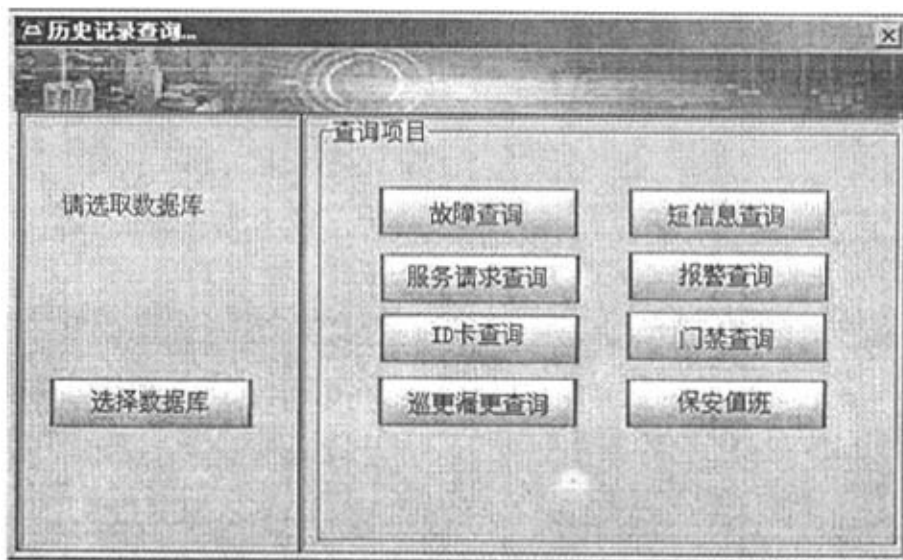 历史记录查询...
请选取数据库
选择数据库
查询项目
故障查询
短信息查询
服务请求查询
报警查询
ID卡查询
门禁查询
巡更漏更查询
保安值班